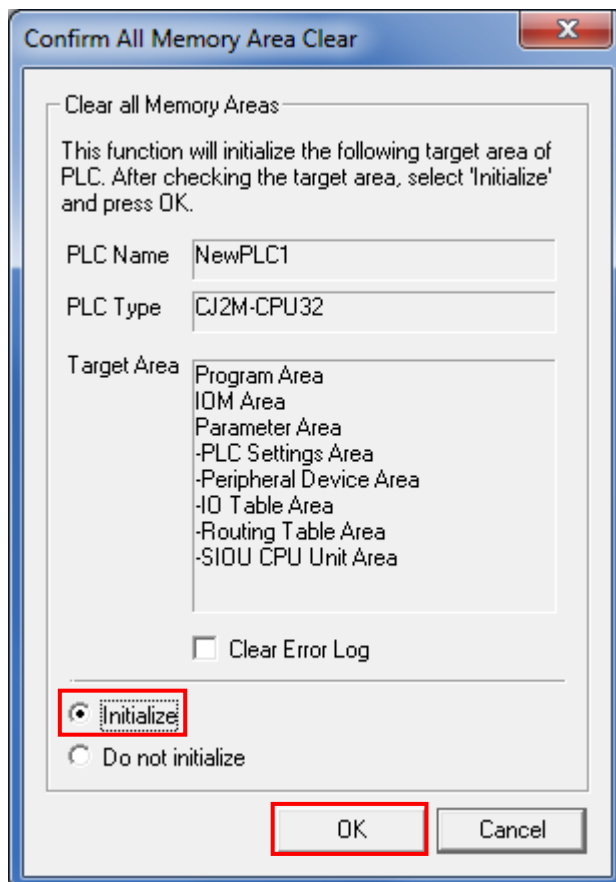 Confirm All Memory Area Clear
Clear all Memory Areas
This function will initialize the following target area of
PLC. After checking the target area, select 'Initialize'
and press OK.
PLC Name NewPLC1
PLC Type CJ2M-CPU32
Target Area Program Area
IOM Area
Parameter Area
-PLC Settings Area
-Peripheral Device Area
-IO Table Area
-Routing Table Area
-SIOU CPU Unit Area
Clear Error Log
Initialize
Do not initialize
OK Cancel